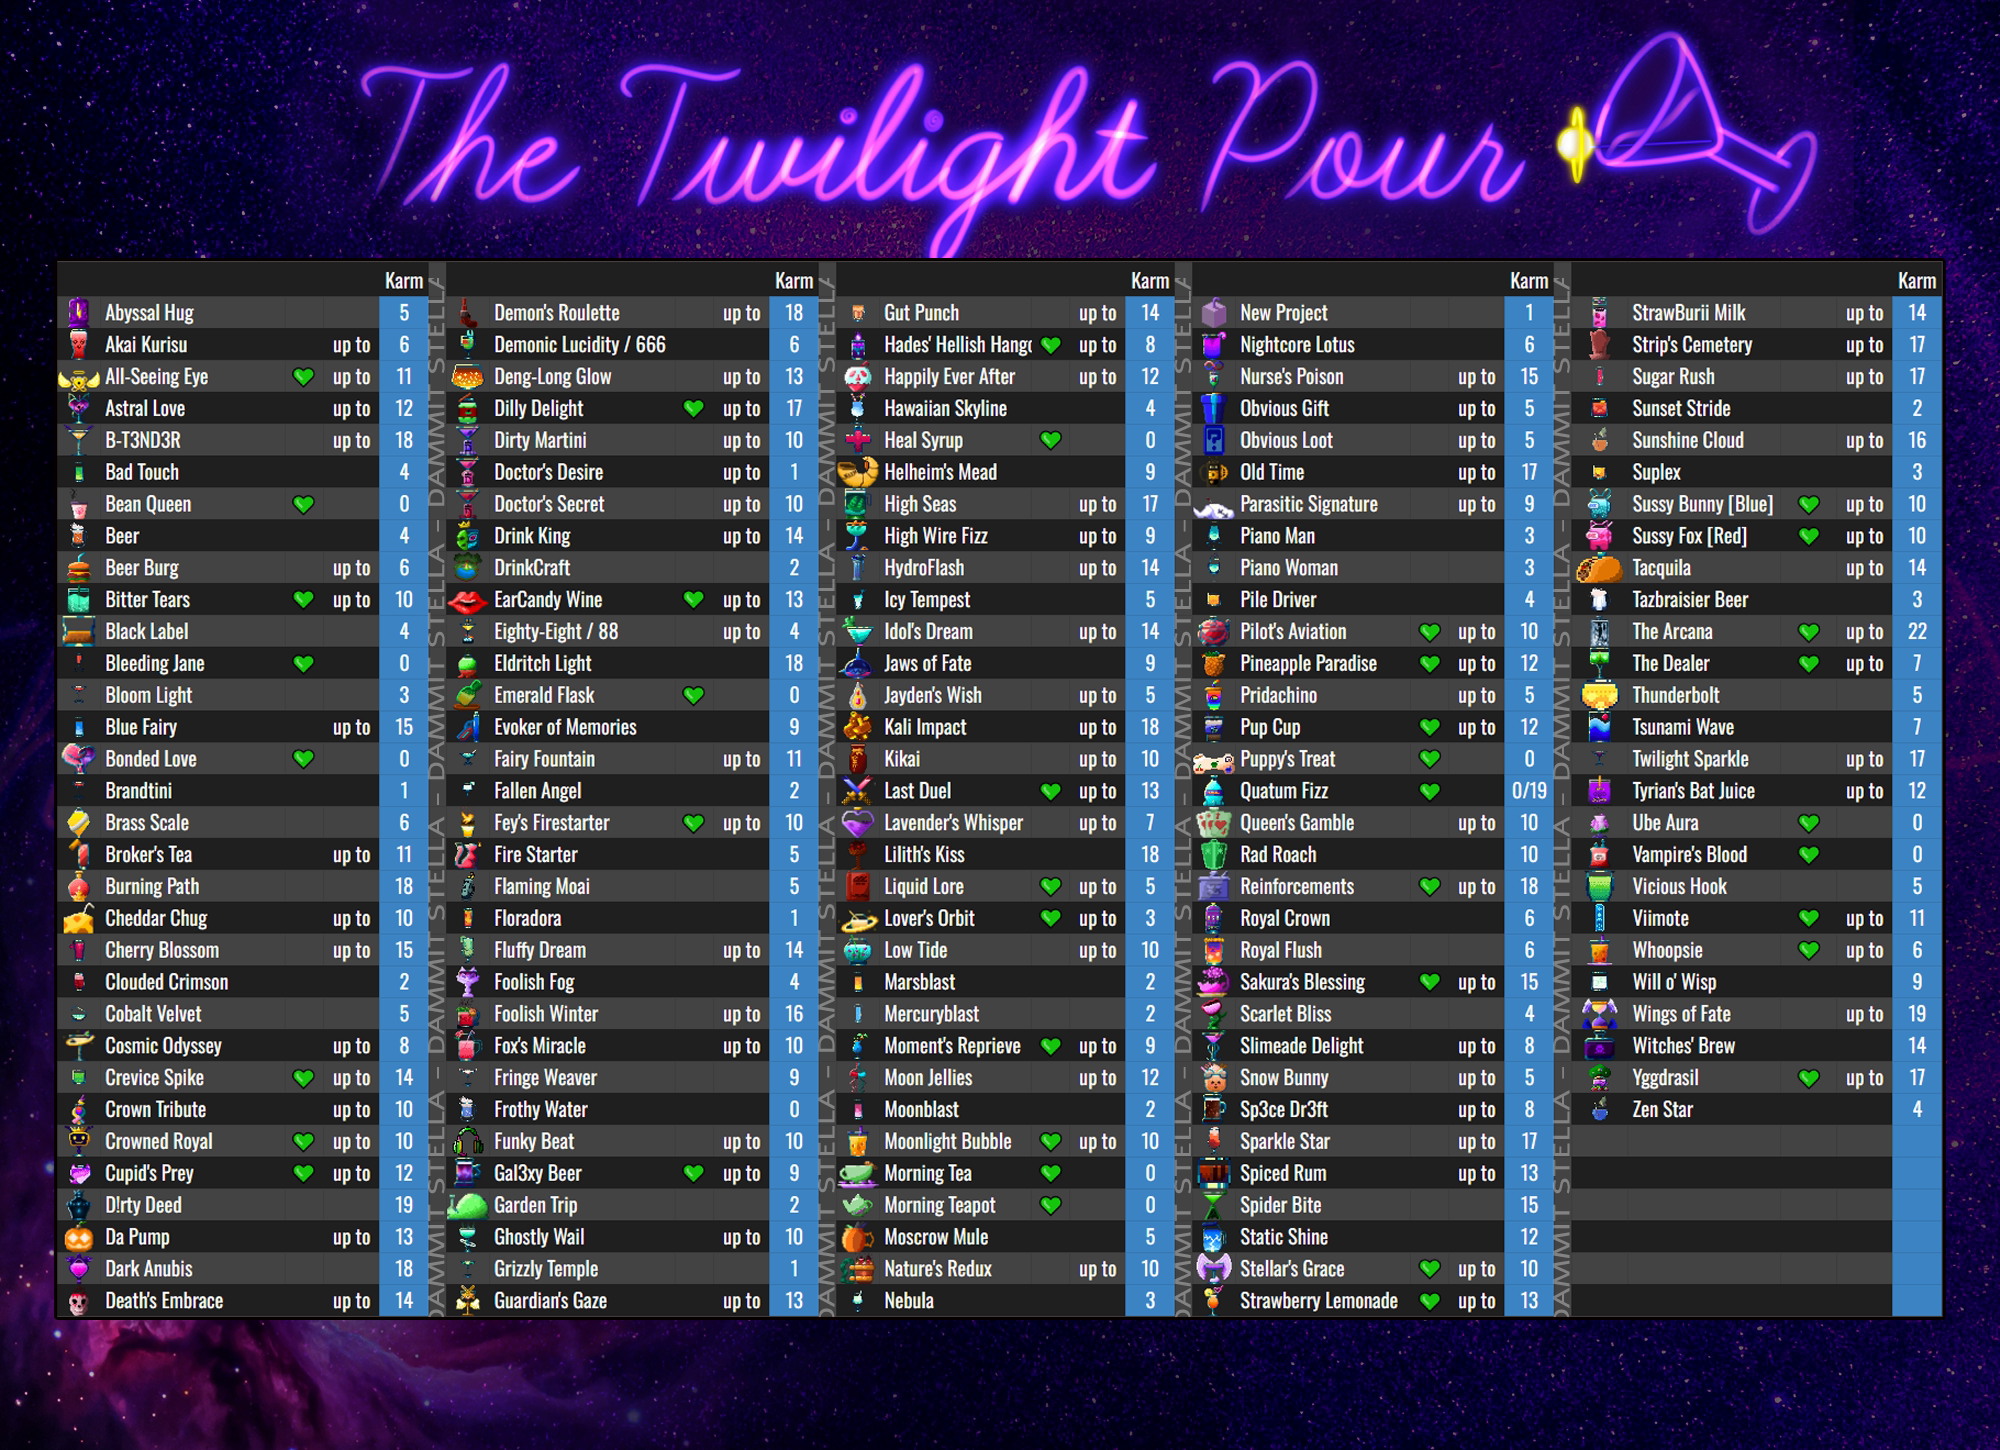 The Twilight Pour
Karm
Abyssal Hug 5
Akai Kurisu up to 6
All-Seeing Eye up to 11
Astral Love up to 12
B-T3ND3R up to 18
Bad Touch 4
Bean Queen 0
Beer 4
Beer Burg up to 6
Bitter Tears up to 10
Black Label 4
Bleeding Jane 0
Bloom Light 3
Blue Fairy up to 15
Bonded Love 0
Brandtini 1
Brass Scale 6
Broker's Tea up to 11
Burning Path 18
Cheddar Chug up to 10
Cherry Blossom up to 15
Clouded Crimson 2
Cobalt Velvet 5
Cosmic Odyssey up to 8
Crevice Spike up to 14
Crown Tribute up to 10
Crowned Royal up to 10
Cupid's Prey up to 12
D!rty Deed 19
Da Pump up to 13
Dark Anubis 18
Death's Embrace up to 14
DAMMIT STELLA - DAMMIT STELLA - DAMMIT STELLA
Karm
Demon's Roulette up to 18
Demonic Lucidity / 666 6
Deng-Long Glow up to 13
Dilly Delight up to 17
Dirty Martini up to 10
Doctor's Desire up to 1
Doctor's Secret up to 10
Drink King up to 14
DrinkCraft 2
EarCandy Wine up to 13
Eighty-Eight / 88 up to 4
Eldritch Light 18
Emerald Flask 0
Evoker of Memories 9
Fairy Fountain up to 11
Fallen Angel 2
Fey's Firestarter up to 10
Fire Starter 5
Flaming Moai 5
Floradora 1
Fluffy Dream up to 14
Foolish Fog 4
Foolish Winter up to 16
Fox's Miracle up to 10
Fringe Weaver 9
Frothy Water 0
Funky Beat up to 10
Gal3xy Beer up to 9
Garden Trip 2
Ghostly Wail up to 10
Grizzly Temple 1
Guardian's Gaze up to 13
DAMMIT STELLA - DAMMIT STELLA - DAMMIT STELLA
Karm
Gut Punch up to 14
Hades' Hellish Hang up to 8
Happily Ever After up to 12
Hawaiian Skyline 4
Heal Syrup 0
Helheim's Mead 9
High Seas up to 17
High Wire Fizz up to 9
HydroFlash up to 14
Icy Tempest 5
Idol's Dream up to 14
Jaws of Fate 9
Jayden's Wish up to 5
Kali Impact up to 18
Kikai up to 10
Last Duel up to 13
Lavender's Whisper up to 7
Lilith's Kiss 18
Liquid Lore up to 5
Lover's Orbit up to 3
Low Tide up to 10
Marsblast 2
Mercuryblast 2
Moment's Reprieve up to 9
Moon Jellies up to 12
Moonblast 2
Moonlight Bubble up to 10
Morning Tea 0
Morning Teapot 0
Moscrow Mule 5
Nature's Redux up to 10
Nebula 3
DAMMIT STELLA - DAMMIT STELLA - DAMMIT STELLA
Karm
New Project 1
Nightcore Lotus 6
Nurse's Poison up to 15
Obvious Gift up to 5
Obvious Loot up to 5
Old Time up to 17
Parasitic Signature up to 9
Piano Man 3
Piano Woman 3
Pile Driver 4
Pilot's Aviation up to 10
Pineapple Paradise up to 12
Pridachino up to 5
Pup Cup up to 12
Puppy's Treat 0
Quatum Fizz 0/19
Queen's Gamble up to 10
Rad Roach 10
Reinforcements up to 18
Royal Crown 6
Royal Flush 6
Sakura's Blessing up to 15
Scarlet Bliss 4
Slimeade Delight up to 8
Snow Bunny up to 5
Sp3ce Dr3ft up to 8
Sparkle Star up to 17
Spiced Rum up to 13
Spider Bite 15
Static Shine 12
Stellar's Grace up to 10
Strawberry Lemonade up to 13
DAMMIT STELLA - DAMMIT STELLA - DAMMIT STELLA
Karm
StrawBurii Milk up to 14
Strip's Cemetery up to 17
Sugar Rush up to 17
Sunset Stride 2
Sunshine Cloud up to 16
Suplex 3
Sussy Bunny [Blue] up to 10
Sussy Fox [Red] up to 10
Tacquila up to 14
Tazbraisier Beer 3
The Arcana up to 22
The Dealer up to 7
Thunderbolt 5
Tsunami Wave 7
Twilight Sparkle up to 17
Tyrian's Bat Juice up to 12
Ube Aura 0
Vampire's Blood 0
Vicious Hook 5
Viimote up to 11
Whoopsie up to 6
Will o' Wisp 9
Wings of Fate up to 19
Witches' Brew 14
Yggdrasil up to 17
Zen Star 4